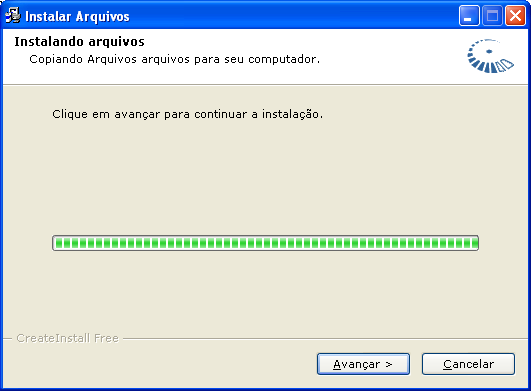 Instalar Arquivos
Instalando arquivos
Copiando Arquivos arquivos para seu computador.
Clique em avançar para continuar a instalação.
CreateInstall Free
Avançar >
Cancelar